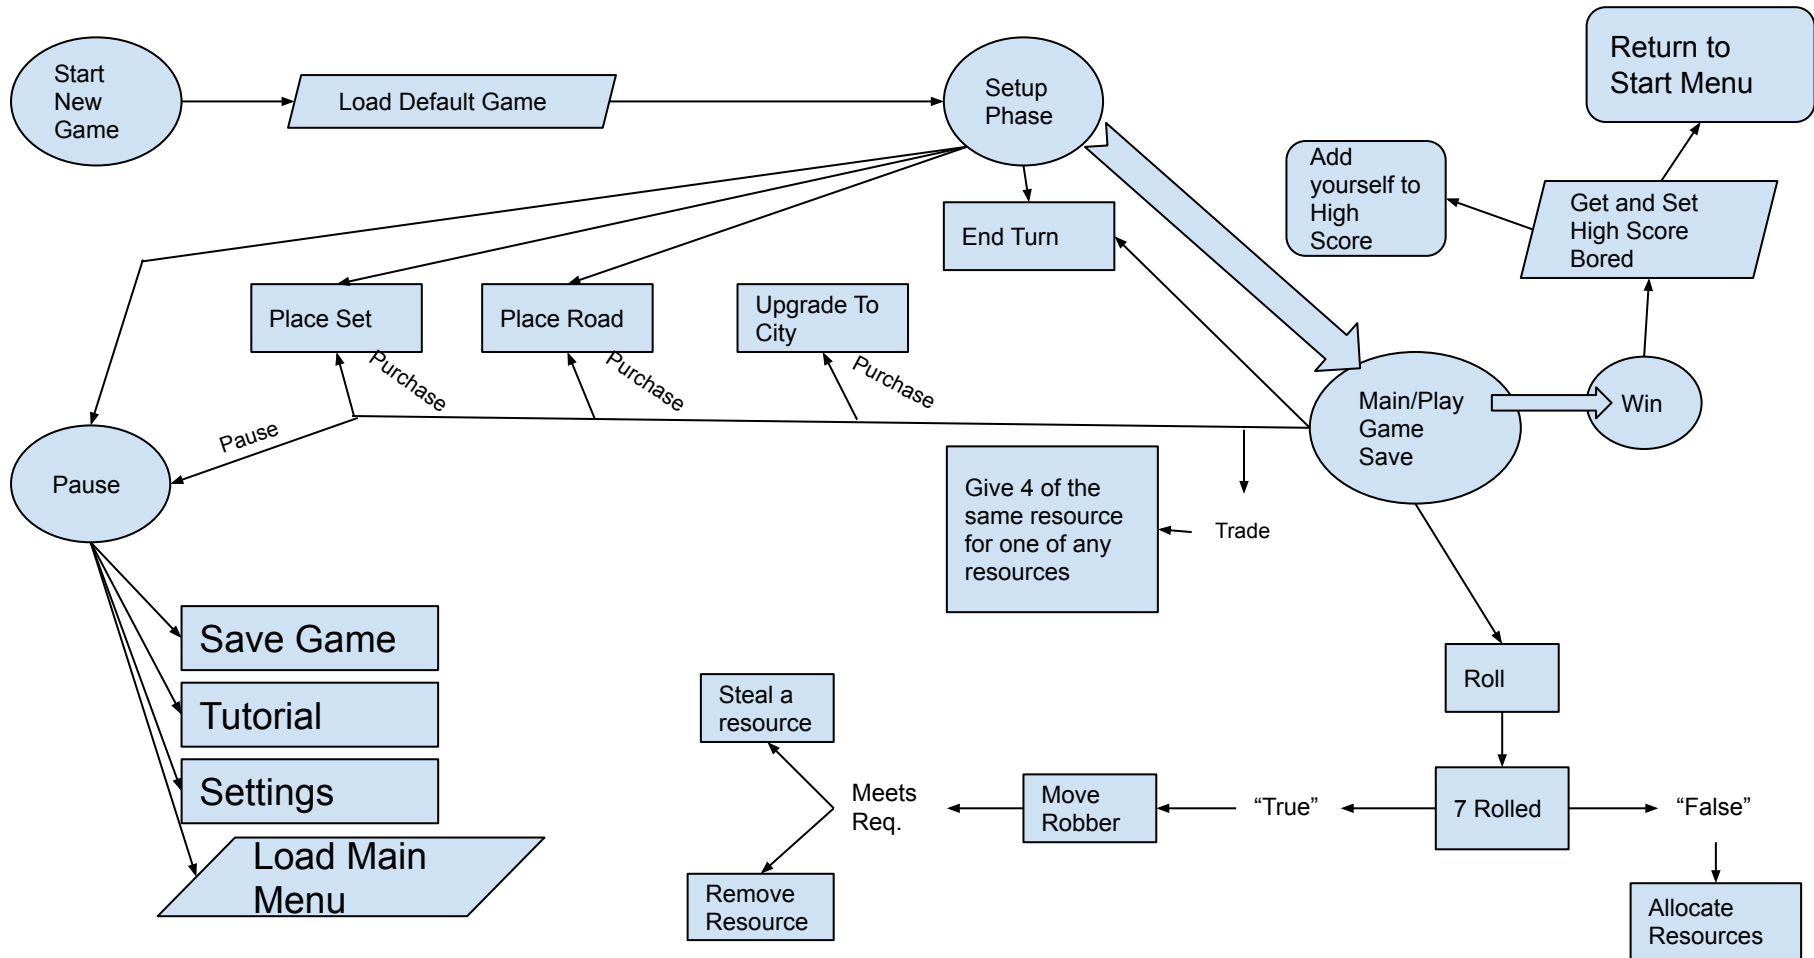 Start
New
Game
Load Default Game
Setup
Phase
Return to
Start Menu
Add
yourself to
High
Score
Get and Set
High Score
Bored
End Turn
Place Set
Place Road
Upgrade To
City
Purchase
Purchase
Purchase
Pause
Pause
Main/Play
Game
Save
Win
Give 4 of the
same resource
for one of any
resources
Trade
Save Game
Tutorial
Settings
Load Main
Menu
Roll
Steal a
resource
Meets
Req.
Move
Robber
“True”
7 Rolled
“False”
Remove
Resource
Allocate
Resources